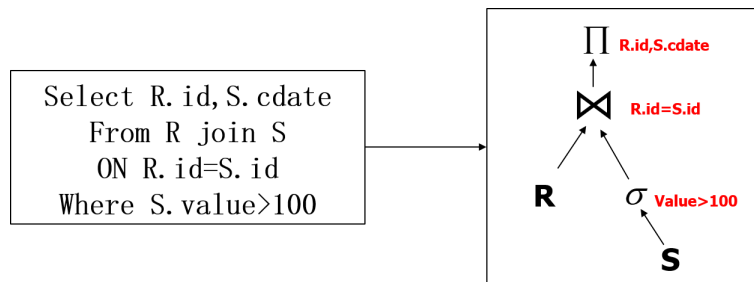 Select R.id,S.cdate
From R join S
ON R.id=S.id
Where S.value>100
∏ R.id,S.cdate
⋈ R.id=S.id
R
σ Value>100
S